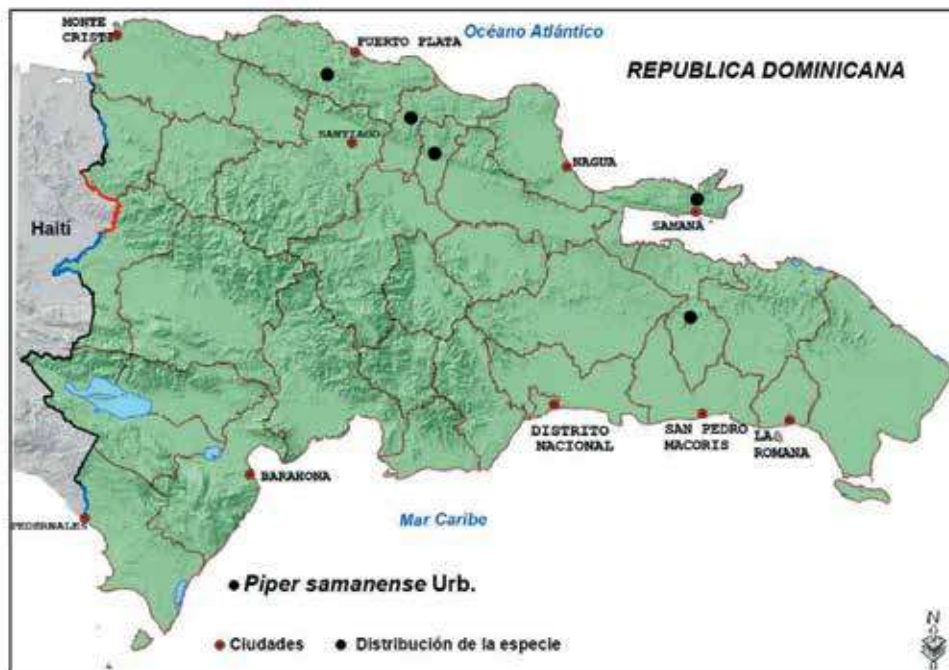 MONTE
CRISTI
Océano Atlántico
PUERTO PLATA
REPUBLICA DOMINICANA
SANTIAGO
NAGUA
Haití
SAMANÁ
DISTRITO
NACIONAL
SAN PEDRO
MACORIS
LA
ROMANA
BARAHONA
PEDERNALES
Mar Caribe
Piper samanense Urb.
Ciudades
Distribución de la especie
N